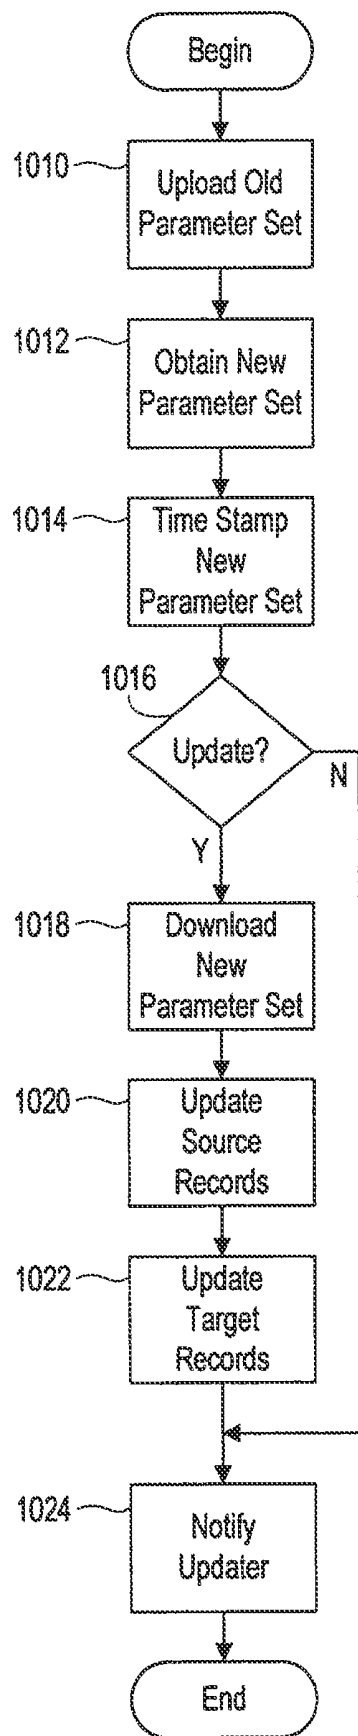 Begin
1010
Upload Old
Parameter Set
1012
Obtain New
Parameter Set
1014
Time Stamp
New
Parameter Set
1016
Update?
N
Y
1018
Download
New
Parameter Set
1020
Update
Source
Records
1022
Update
Target
Records
1024
Notify
Updater
End